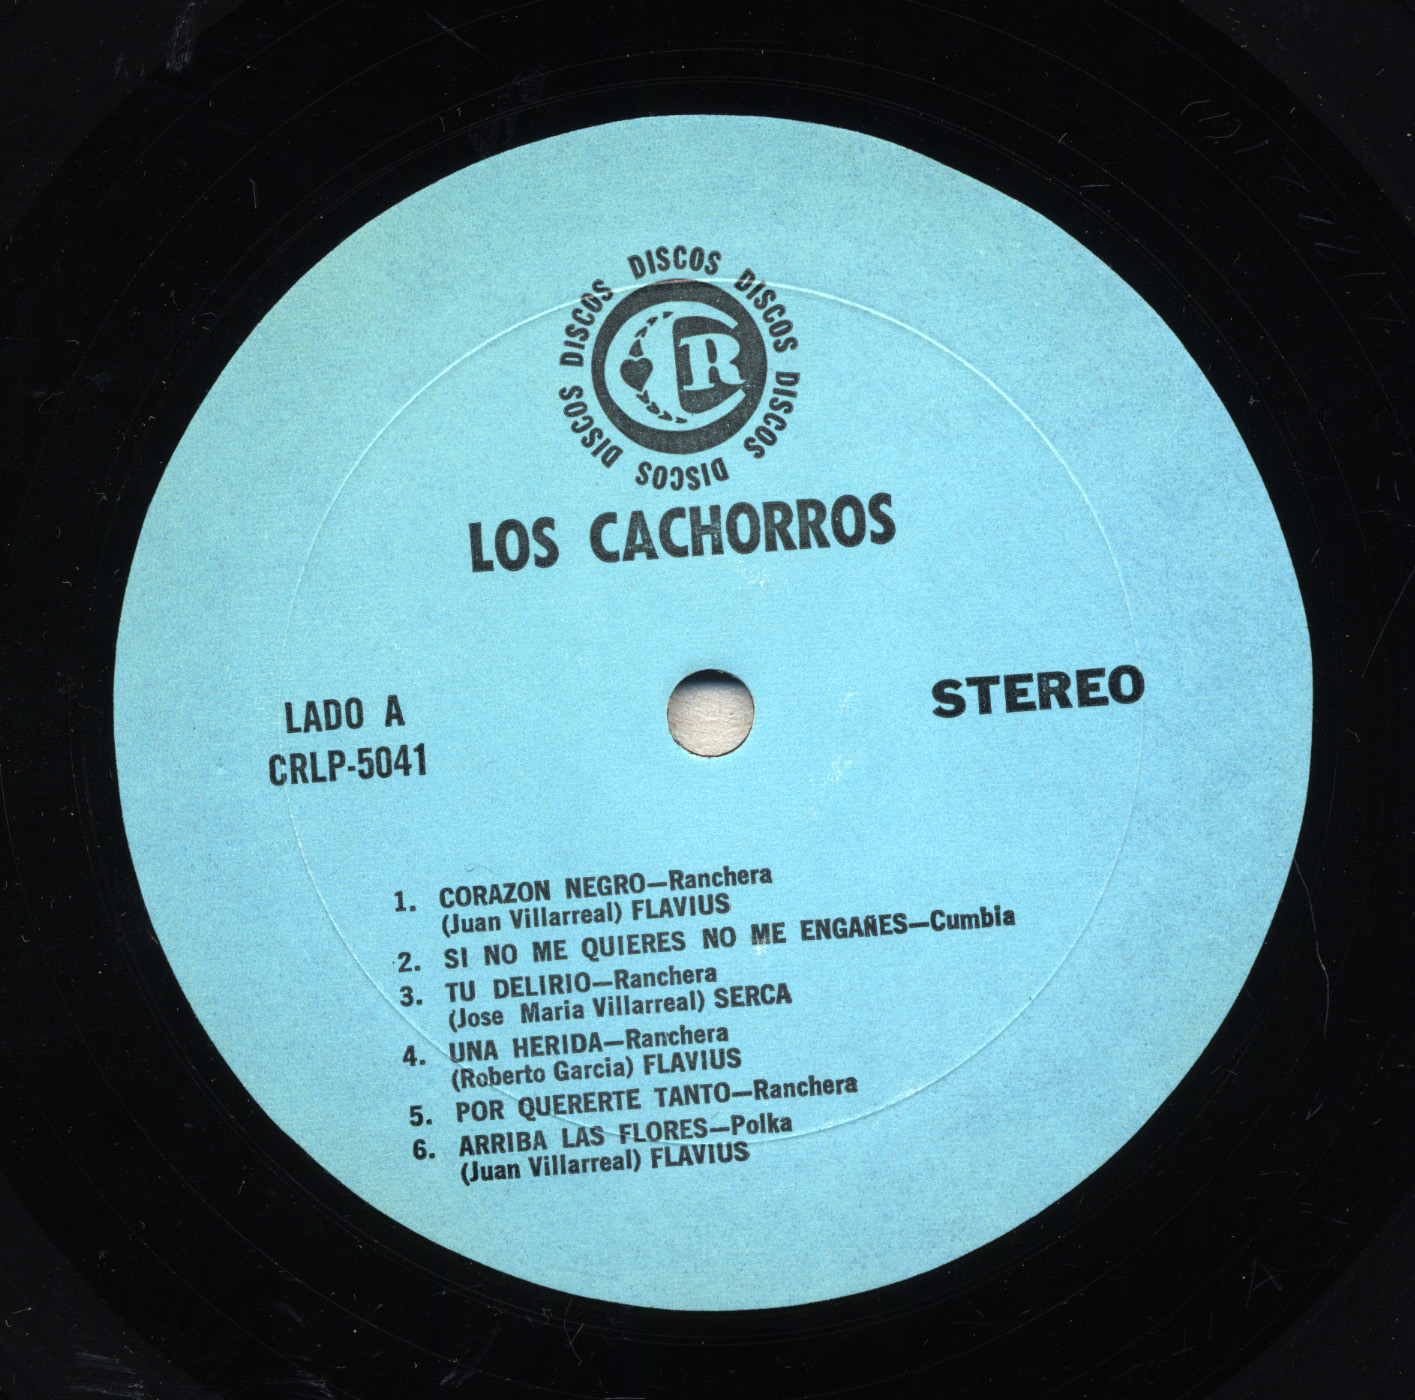 DISCOS DISCOS DISCOS DISCOS DISCOS DISCOS
CR
LOS CACHORROS
LADO A
CRLP-5041
STEREO
1. CORAZON NEGRO—Ranchera
(Juan Villarreal) FLAVIUS
2. SI NO ME QUIERES NO ME ENGAÑES—Cumbia
3. TU DELIRIO—Ranchera
(Jose Maria Villarreal) SERCA
4. UNA HERIDA—Ranchera
(Roberto Garcia) FLAVIUS
5. POR QUERERTE TANTO—Ranchera
6. ARRIBA LAS FLORES—Polka
(Juan Villarreal) FLAVIUS